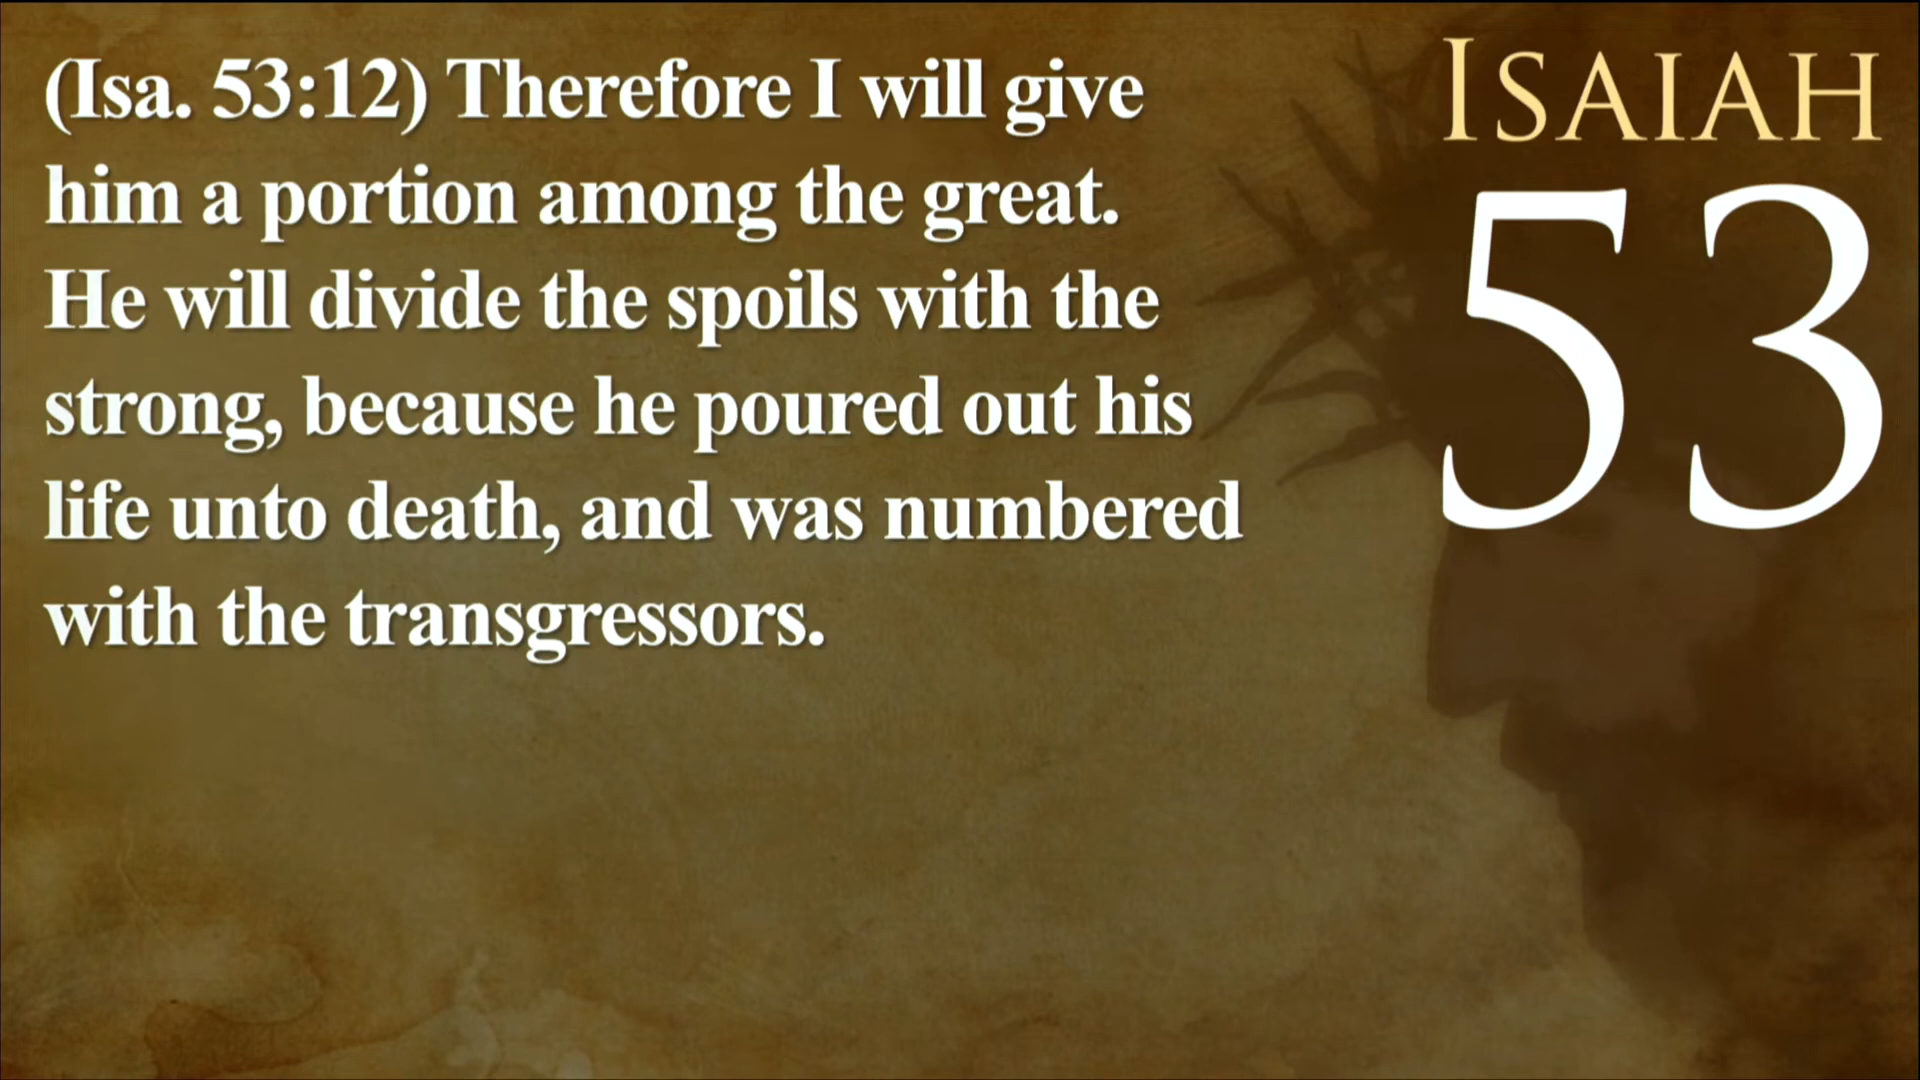 (Isa. 53:12) Therefore I will give
him a portion among the great.
He will divide the spoils with the
strong, because he poured out his
life unto death, and was numbered
with the transgressors.
ISAIAH
53